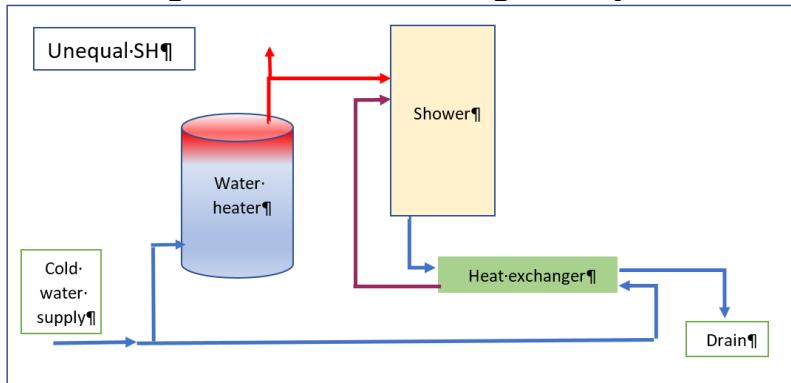 Unequal·SH¶
Shower¶
Water·
heater¶
Cold·
water·
supply¶
Heat·exchanger¶
Drain¶